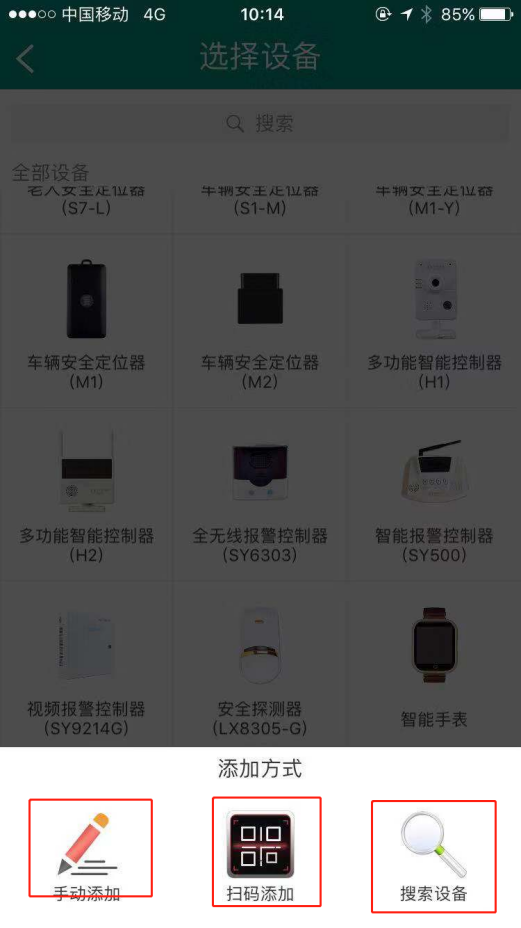 中国移动 4G 10:14 85%
选择设备
搜索
全部设备
老人安全定位器 车辆安全定位器 车辆安全定位器
(S7-L) (S1-M) (M1-Y)
车辆安全定位器 车辆安全定位器 多功能智能控制器
(M1) (M2) (H1)
多功能智能控制器 全无线报警控制器 智能报警控制器
(H2) (SY6303) (SY500)
视频报警控制器 安全探测器 智能手表
(SY9214G) (LX8305-G)
添加方式
手动添加 扫码添加 搜索设备